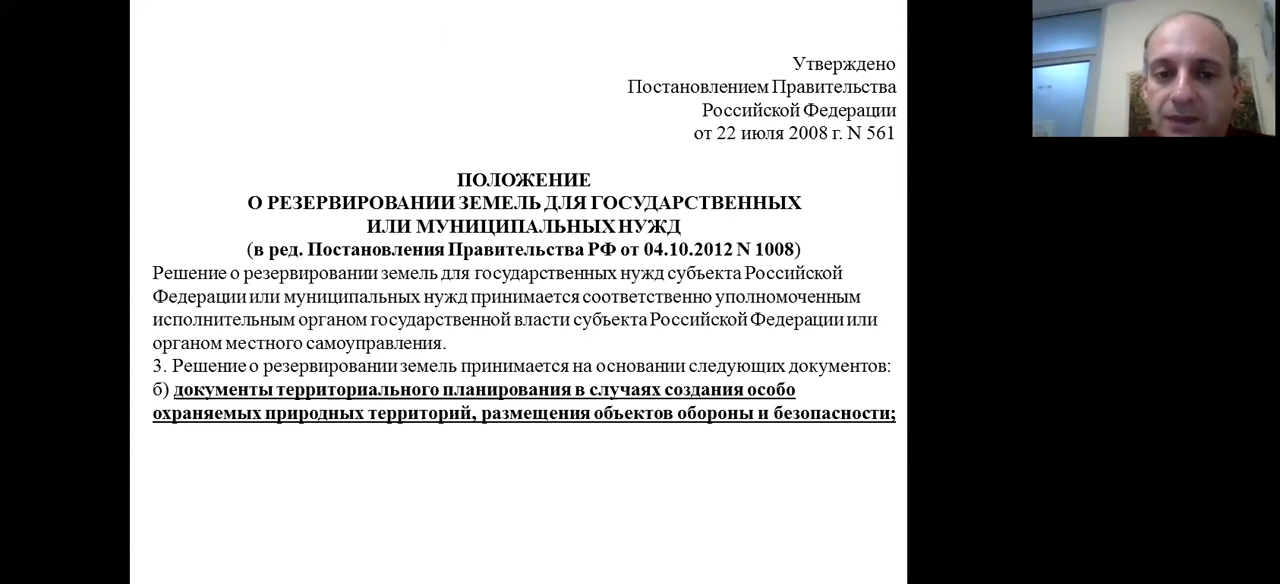 Утверждено
Постановлением Правительства
Российской Федерации
от 22 июля 2008 г. N 561
ПОЛОЖЕНИЕ
О РЕЗЕРВИРОВАНИИ ЗЕМЕЛЬ ДЛЯ ГОСУДАРСТВЕННЫХ
ИЛИ МУНИЦИПАЛЬНЫХ НУЖД
(в ред. Постановления Правительства РФ от 04.10.2012 N 1008)
Решение о резервировании земель для государственных нужд субъекта Российской
Федерации или муниципальных нужд принимается соответственно уполномоченным
исполнительным органом государственной власти субъекта Российской Федерации или
органом местного самоуправления.
3. Решение о резервировании земель принимается на основании следующих документов:
б) документы территориального планирования в случаях создания особо
охраняемых природных территорий, размещения объектов обороны и безопасности;